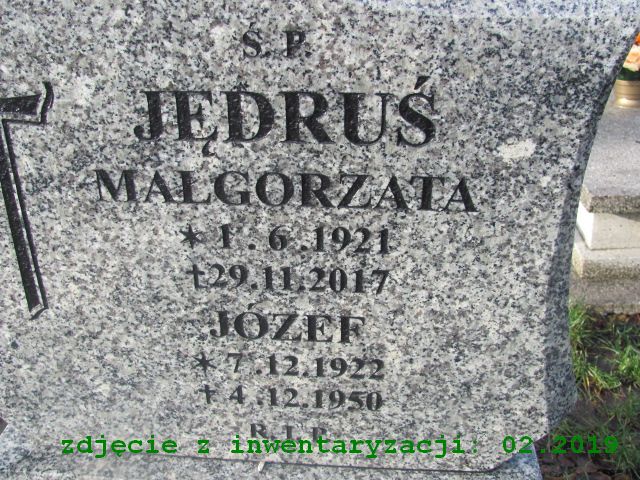 Ś. P.
JĘDRUŚ
MAŁGORZATA
* 1.6.1921
†29.11.2017
JÓZEF
* 7.12.1922
† 4.12.1950
R.I.P.
zdjęcie z inwentaryzacji: 02.2019